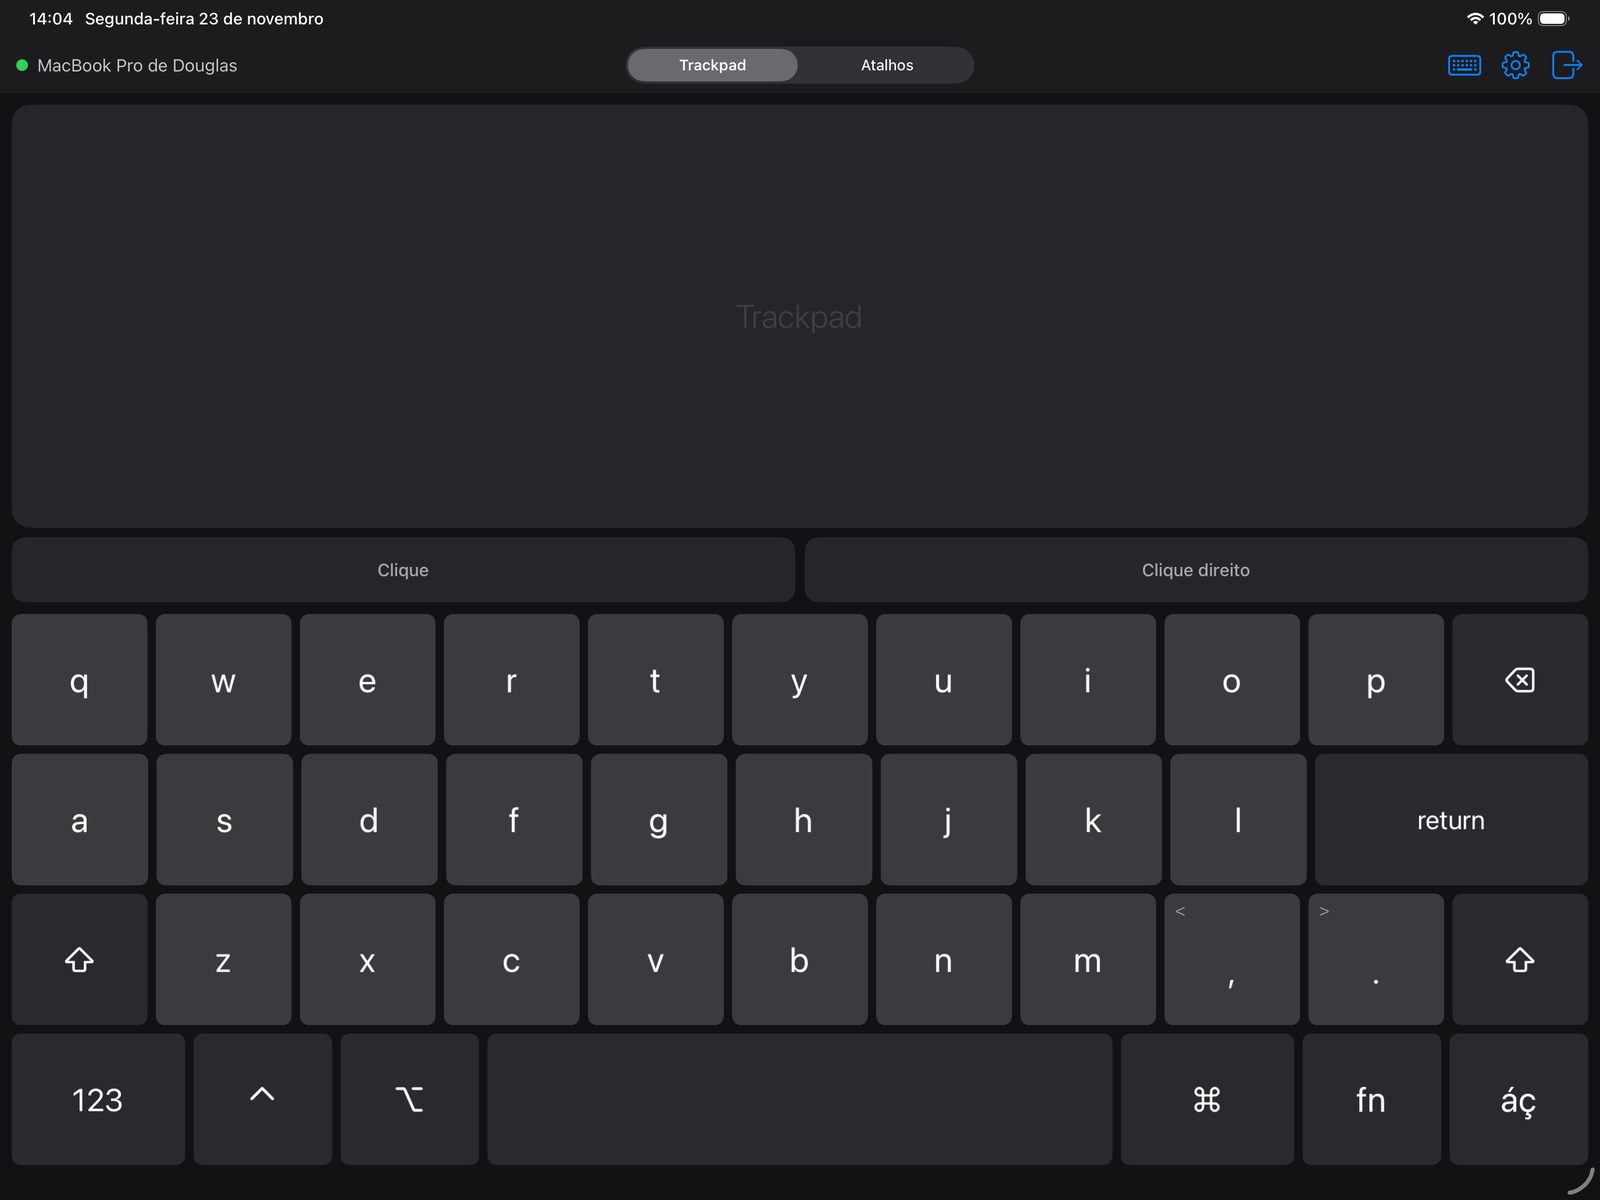 14:04 Segunda-feira 23 de novembro 100%
MacBook Pro de Douglas Trackpad Atalhos
Trackpad
Clique Clique direito
q w e r t y u i o p
a s d f g h j k l return
z x c v b n m < , > .
123 ^ ⌥ ⌘ fn áç